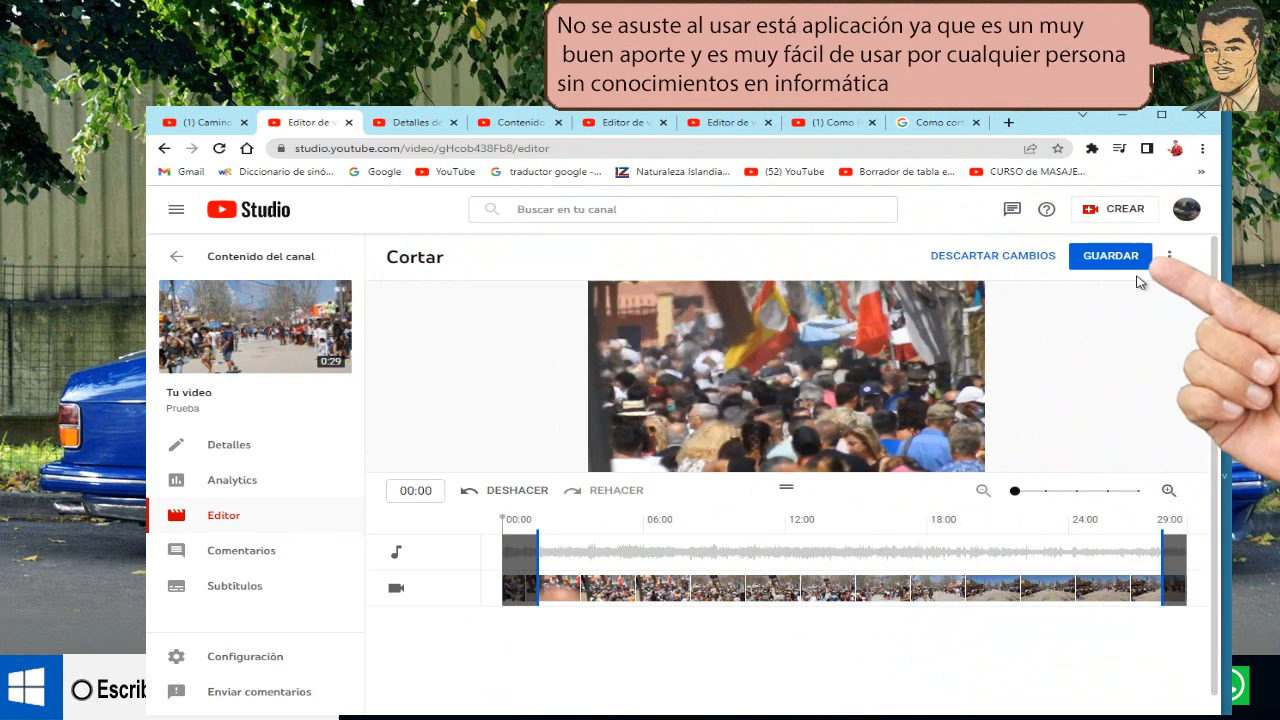 No se asuste al usar está aplicación ya que es un muy
buen aporte y es muy fácil de usar por cualquier persona
sin conocimientos en informática
(1) Camino
Editor de v
Detalles de
Contenido
Editor de v
Editor de v
(1) Como
Como cor
studio.youtube.com/video/gHcob438Fb8/editor
Gmail
Diccionario de sinó...
Google
YouTube
traductor google -...
Naturaleza Islandia...
(52) YouTube
Borrador de tabla e...
CURSO de MASAJE...
»
Studio
Buscar en tu canal
CREAR
Contenido del canal
Cortar
DESCARTAR CAMBIOS
GUARDAR
0:29
Tu video
Prueba
Detalles
Analytics
Editor
Comentarios
Subtítulos
Configuración
Enviar comentarios
00:00
DESHACER
REHACER
00:00
06:00
12:00
18:00
24:00
29:00
Escrib